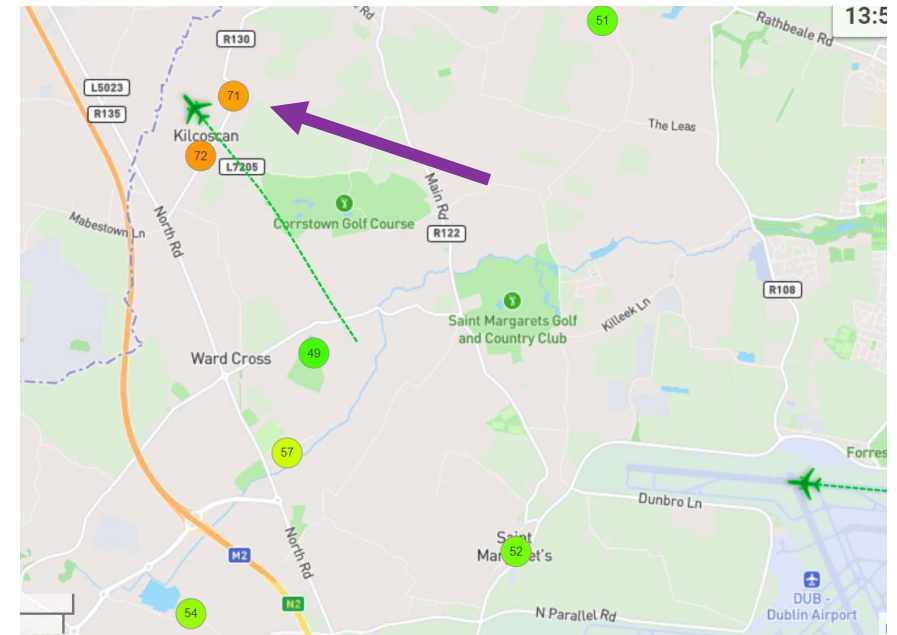 51
Rathbeale Rd
13:5
Rd
R130
L5023
71
R135
The Leas
Kilcoscan
72
L7205
Main Rd
Mabestown Ln
North Rd
Corrstown Golf Course
R122
R108
Saint Margarets Golf
and Country Club
Killeek Ln
Ward Cross
49
57
Forres
Dunbro Ln
North Rd
Saint
Margaret's
52
M2
DUB -
Dublin Airport
N2
54
N Parallel Rd